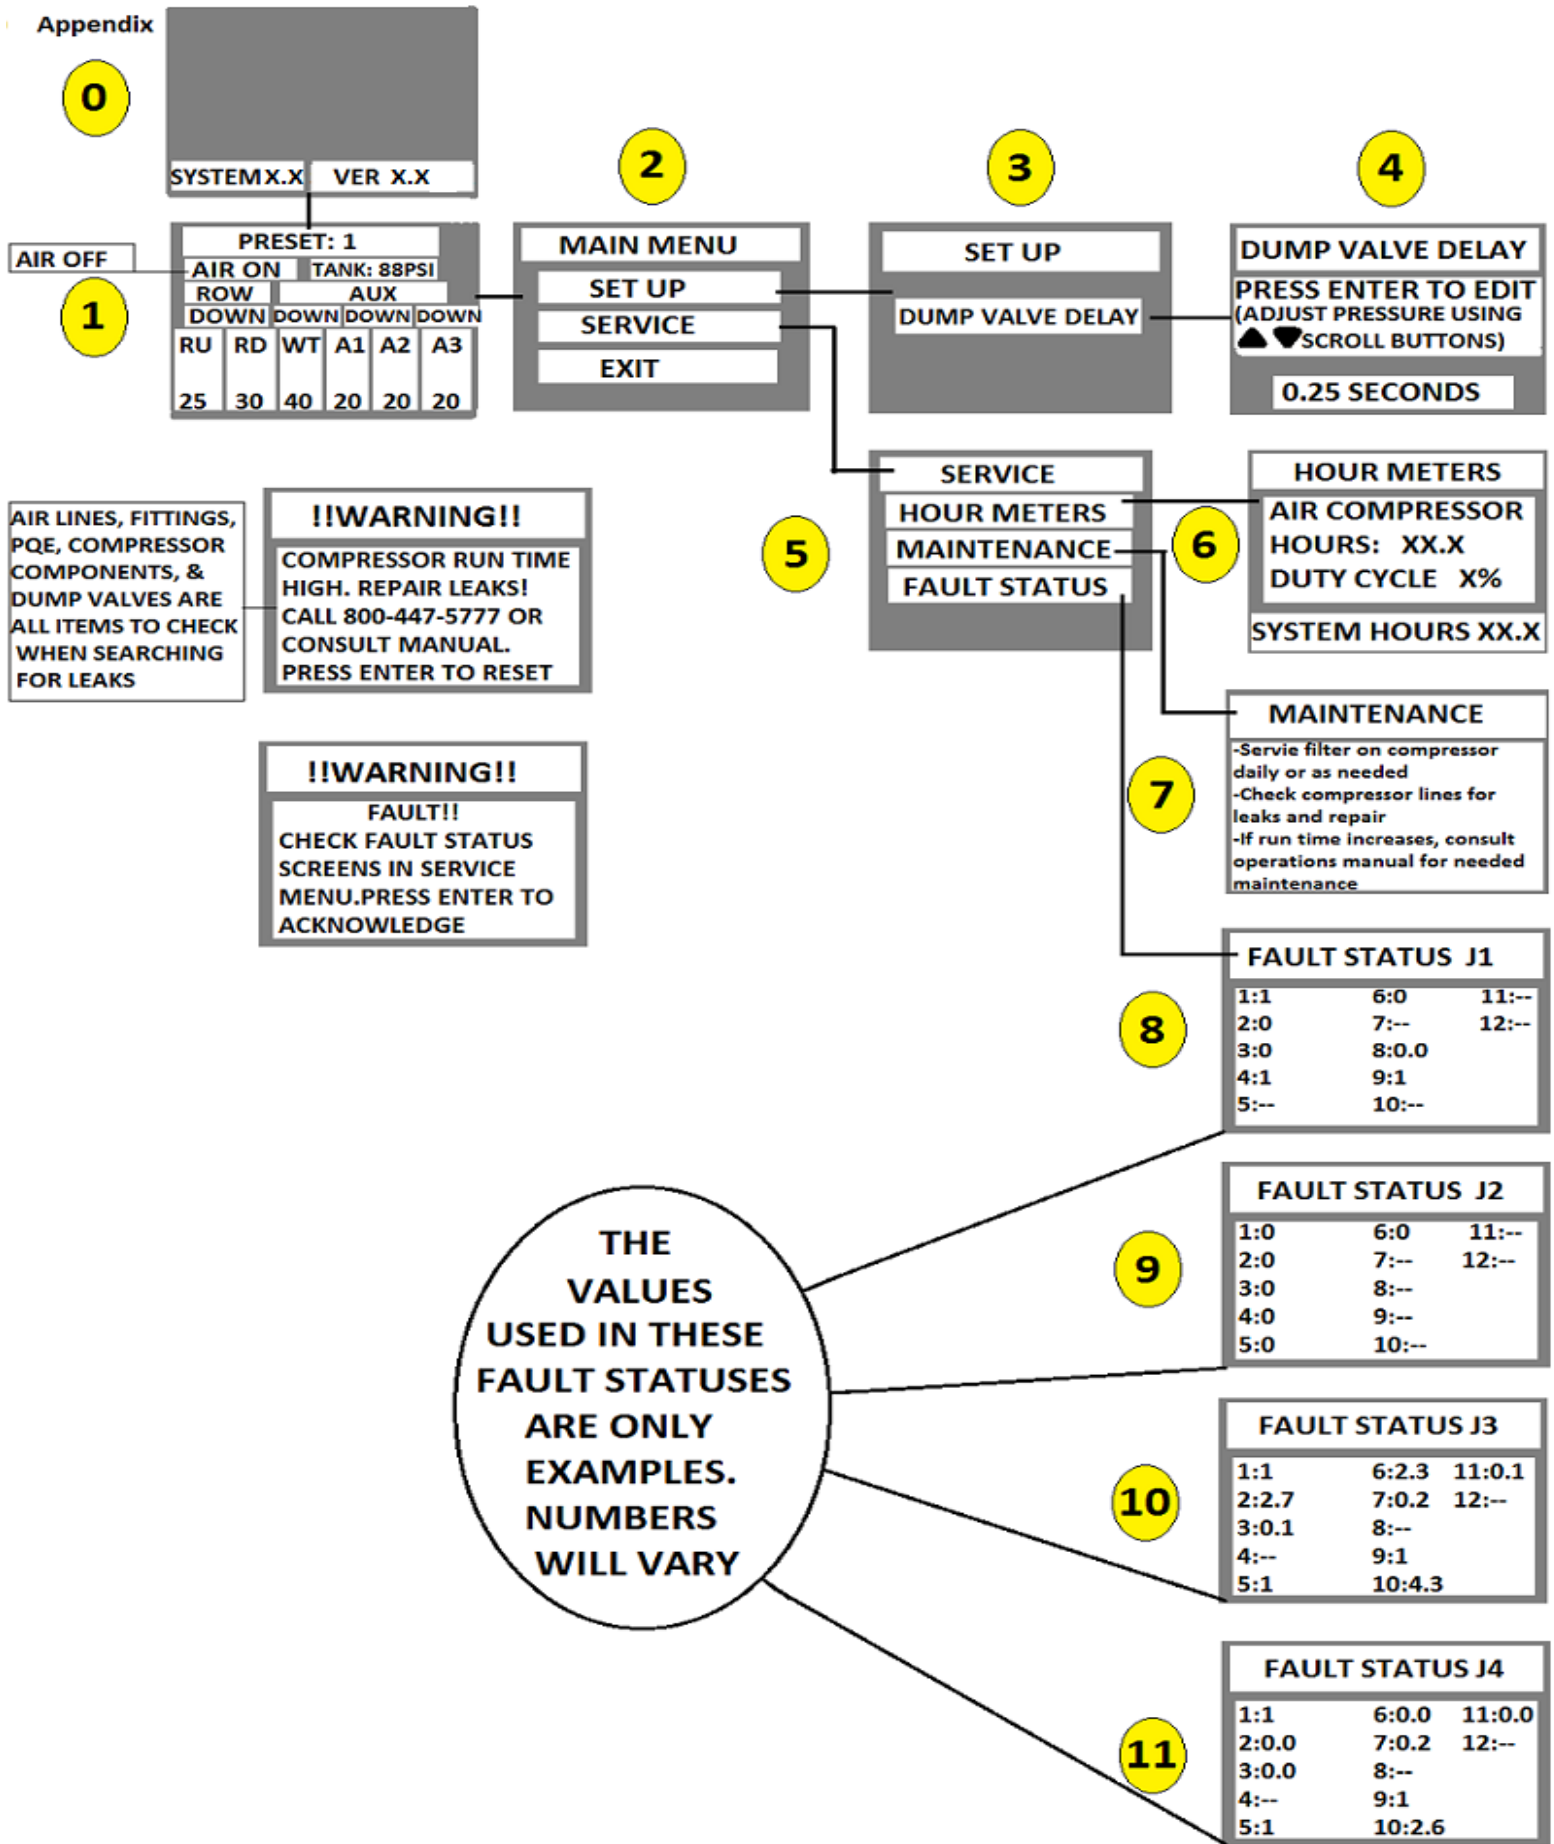 Appendix
0
SYSTEM X.X VER X.X
AIR OFF
1
PRESET: 1
AIR ON TANK: 88PSI
ROW AUX
DOWN DOWN DOWN DOWN
RU RD WT A1 A2 A3
25 30 40 20 20 20
2
MAIN MENU
SET UP
SERVICE
EXIT
3
SET UP
DUMP VALVE DELAY
4
DUMP VALVE DELAY
PRESS ENTER TO EDIT
(ADJUST PRESSURE USING
SCROLL BUTTONS)
0.25 SECONDS
AIR LINES, FITTINGS,
PQE, COMPRESSOR
COMPONENTS, &
DUMP VALVES ARE
ALL ITEMS TO CHECK
WHEN SEARCHING
FOR LEAKS
!!WARNING!!
COMPRESSOR RUN TIME
HIGH. REPAIR LEAKS!
CALL 800-447-5777 OR
CONSULT MANUAL.
PRESS ENTER TO RESET
!!WARNING!!
FAULT!!
CHECK FAULT STATUS
SCREENS IN SERVICE
MENU.PRESS ENTER TO
ACKNOWLEDGE
5
SERVICE
HOUR METERS
MAINTENANCE
FAULT STATUS
6
HOUR METERS
AIR COMPRESSOR
HOURS: XX.X
DUTY CYCLE X%
SYSTEM HOURS XX.X
7
MAINTENANCE
-Servie filter on compressor
daily or as needed
-Check compressor lines for
leaks and repair
-If run time increases, consult
operations manual for needed
maintenance
8
FAULT STATUS J1
1:1 6:0 11:--
2:0 7:-- 12:--
3:0 8:0.0
4:1 9:1
5:-- 10:--
THE
VALUES
USED IN THESE
FAULT STATUSES
ARE ONLY
EXAMPLES.
NUMBERS
WILL VARY
9
FAULT STATUS J2
1:0 6:0 11:--
2:0 7:-- 12:--
3:0 8:--
4:0 9:--
5:0 10:--
10
FAULT STATUS J3
1:1 6:2.3 11:0.1
2:2.7 7:0.2 12:--
3:0.1 8:--
4:-- 9:1
5:1 10:4.3
11
FAULT STATUS J4
1:1 6:0.0 11:0.0
2:0.0 7:0.2 12:--
3:0.0 8:--
4:-- 9:1
5:1 10:2.6